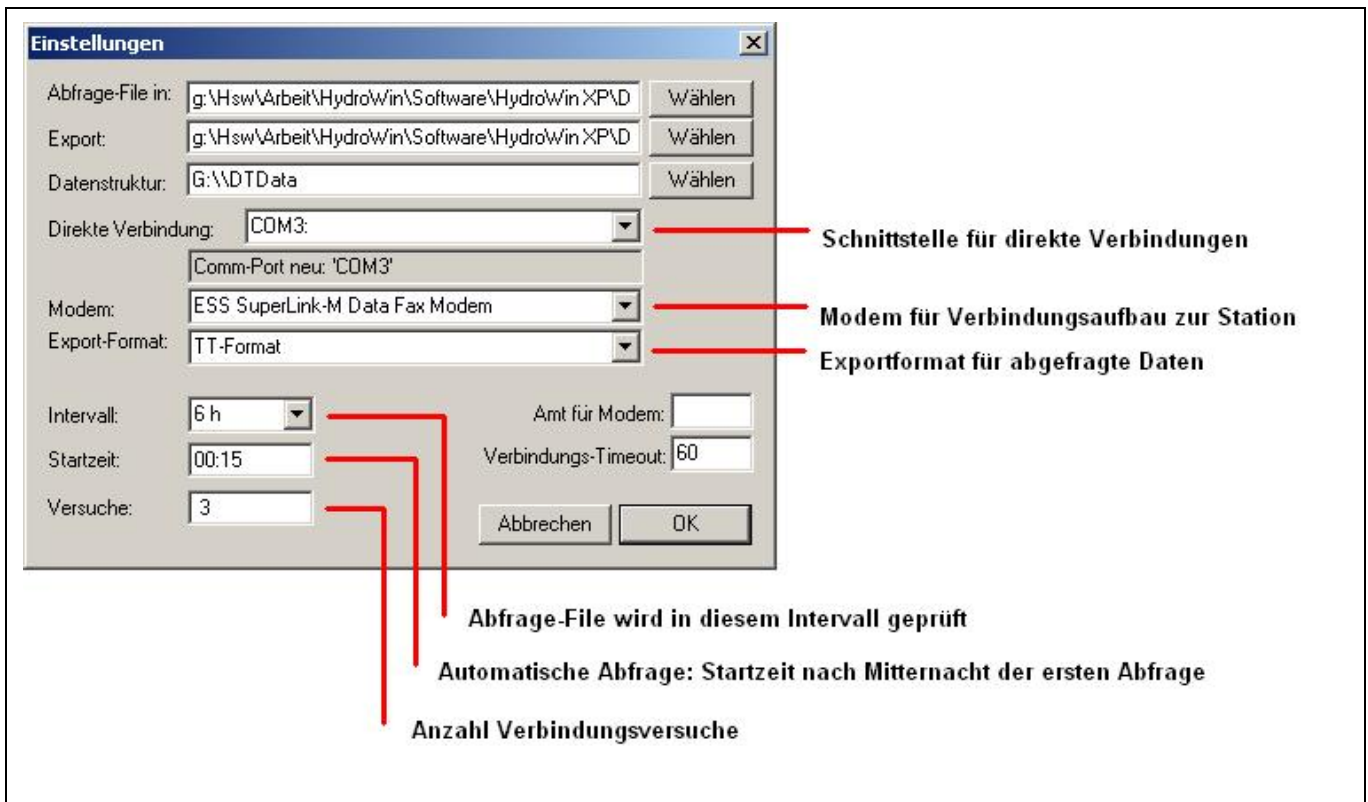 Einstellungen
Abfrage-File in: g:\Hsw\Arbeit\HydroWin\Software\HydroWin XP\D Wählen
Export: g:\Hsw\Arbeit\HydroWin\Software\HydroWin XP\D Wählen
Datenstruktur: G:\\DTData Wählen
Direkte Verbindung: COM3: Schnittstelle für direkte Verbindungen
Comm-Port neu: 'COM3'
Modem: ESS SuperLink-M Data Fax Modem Modem für Verbindungsaufbau zur Station
Export-Format: TT-Format Exportformat für abgefragte Daten
Intervall: 6 h Amt für Modem:
Startzeit: 00:15 Verbindungs-Timeout: 60
Versuche: 3 Abbrechen OK
Abfrage-File wird in diesem Intervall geprüft
Automatische Abfrage: Startzeit nach Mitternacht der ersten Abfrage
Anzahl Verbindungsversuche